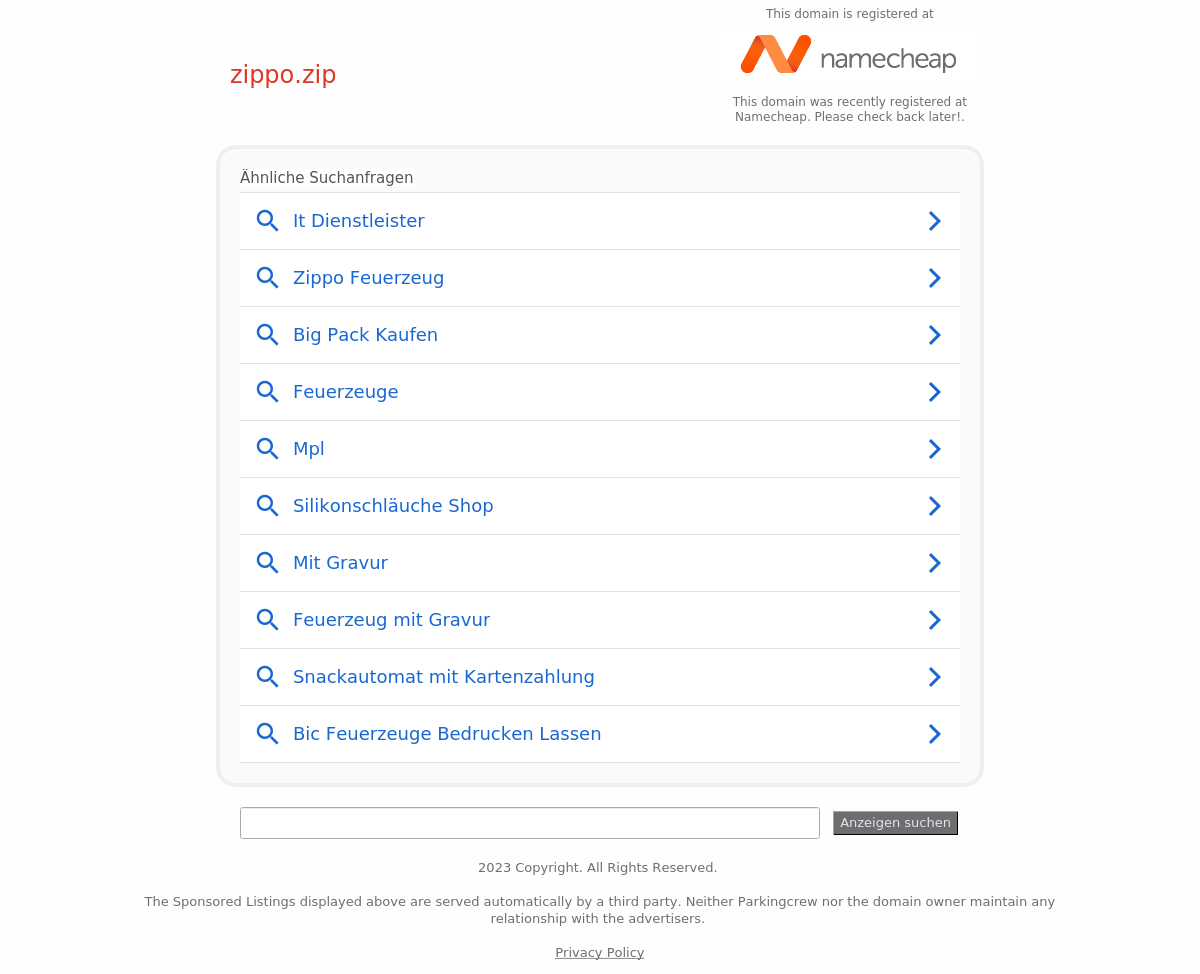 This domain is registered at
namecheap
zippo.zip
This domain was recently registered at
Namecheap. Please check back later!.
Ähnliche Suchanfragen
It Dienstleister
Zippo Feuerzeug
Big Pack Kaufen
Feuerzeuge
Mpl
Silikonschläuche Shop
Mit Gravur
Feuerzeug mit Gravur
Snackautomat mit Kartenzahlung
Bic Feuerzeuge Bedrucken Lassen
Anzeigen suchen
2023 Copyright. All Rights Reserved.
The Sponsored Listings displayed above are served automatically by a third party. Neither Parkingcrew nor the domain owner maintain any
relationship with the advertisers.
Privacy Policy